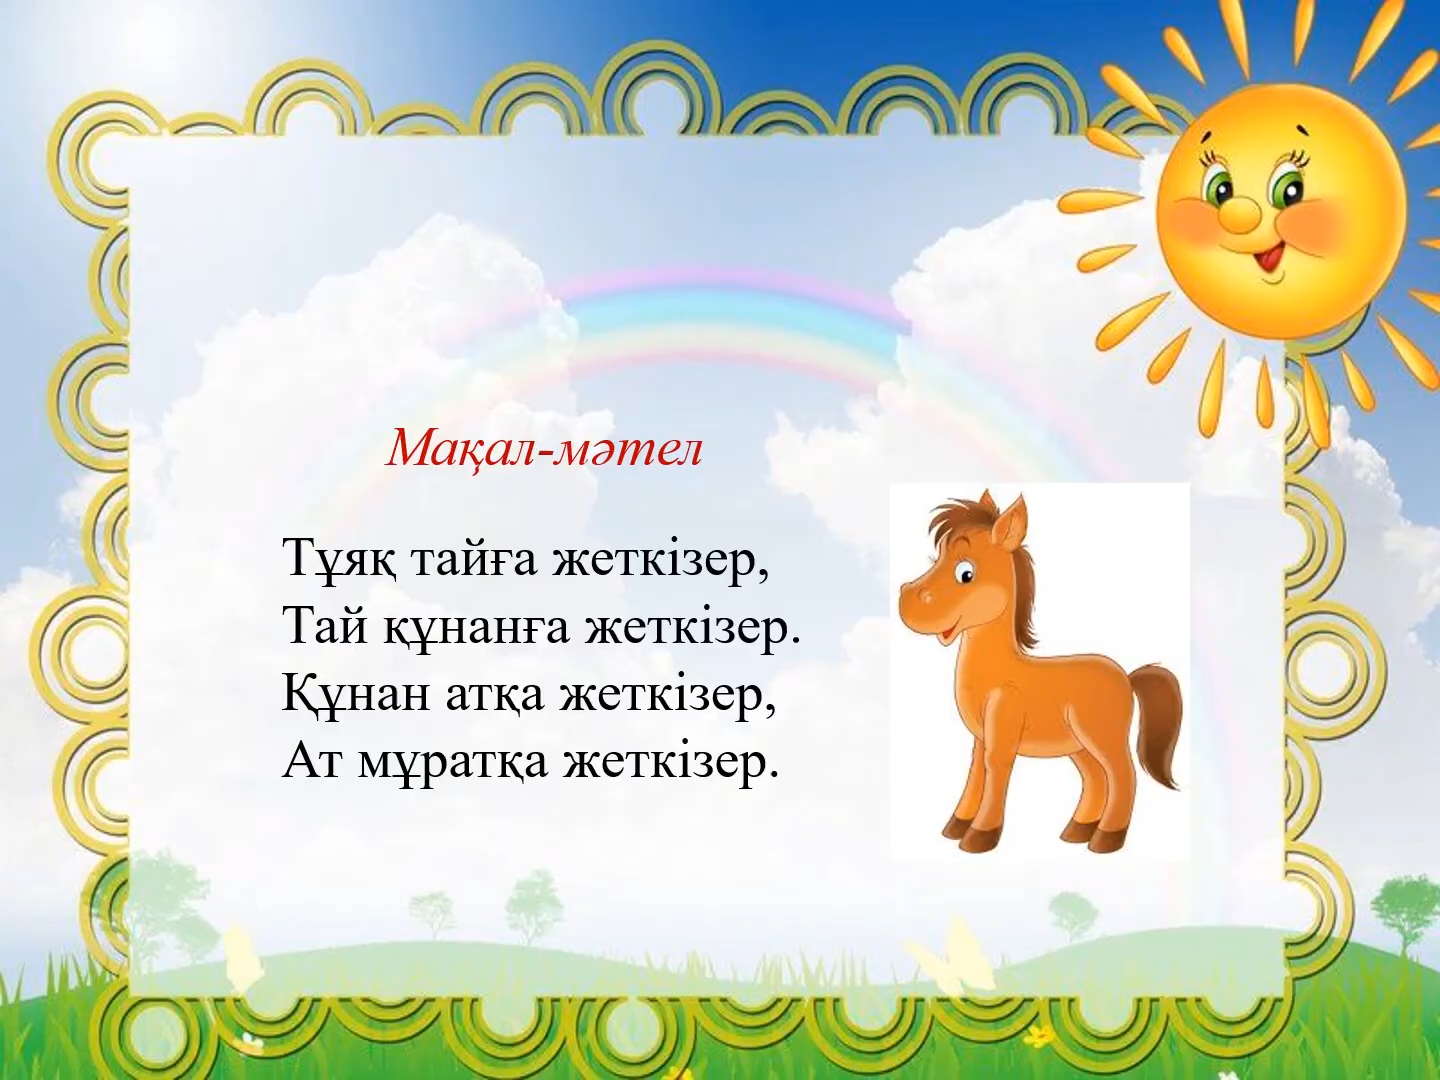 Мақал-мәтел
Тұяқ тайға жеткізер,
Тай құнанға жеткізер.
Құнан атқа жеткізер,
Ат мұратқа жеткізер.